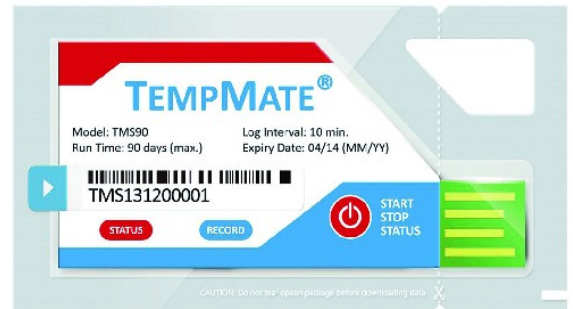 TEMPMATE®
Model: TMS90 Log Interval: 10 min.
Run Time: 90 days (max.) Expiry Date: 04/14 (MM/YY)
TMS131200001
STATUS RECORD
START
STOP
STATUS
CAUTION: Do not tear open package before downloading data